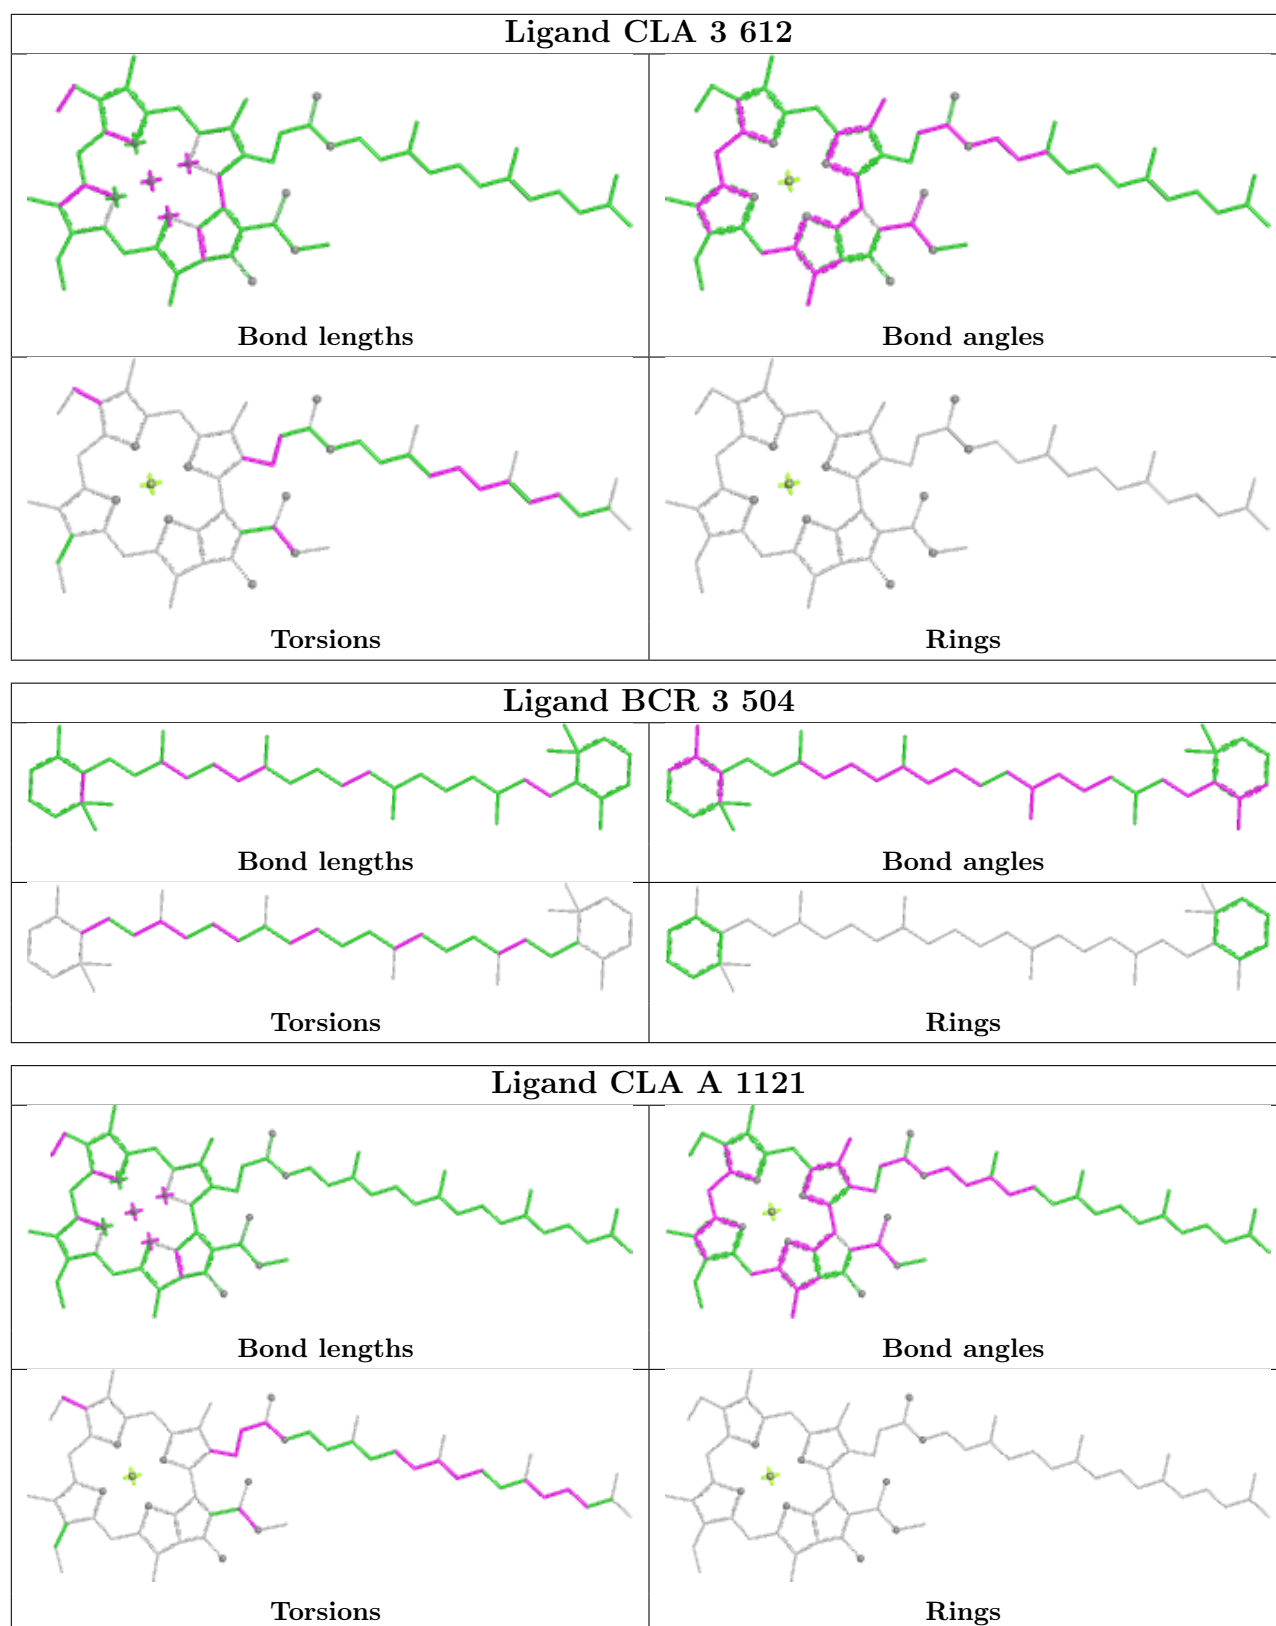 Ligand CLA 3 612
Bond lengths
Bond angles
Torsions
Rings
Ligand BCR 3 504
Bond lengths
Bond angles
Torsions
Rings
Ligand CLA A 1121
Bond lengths
Bond angles
Torsions
Rings